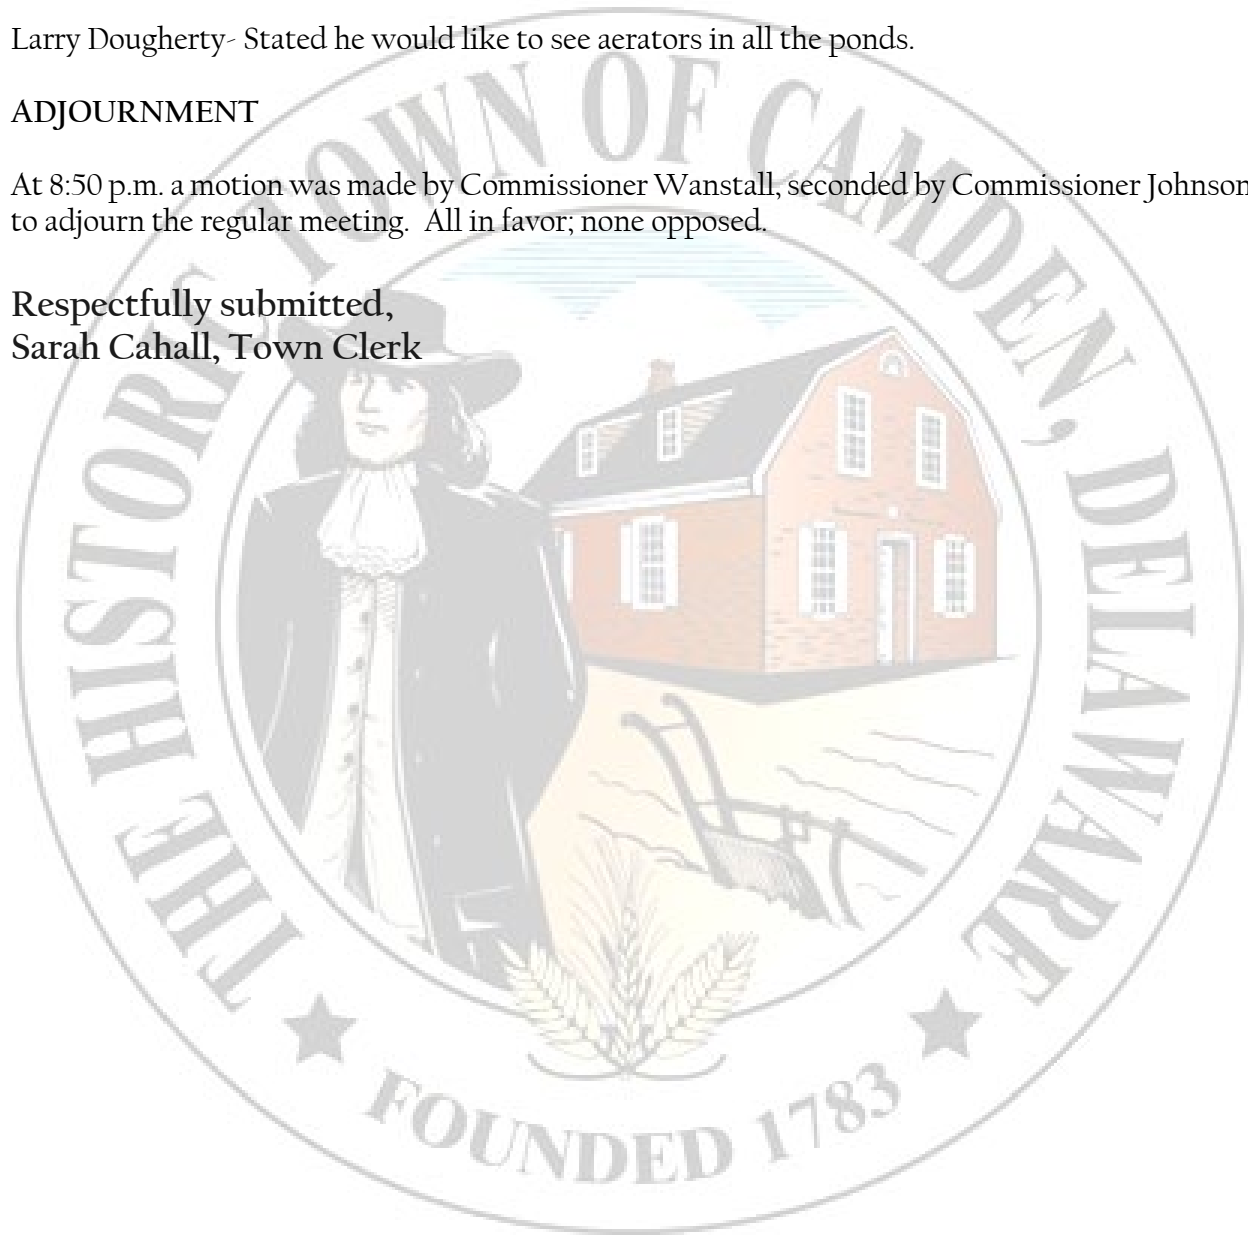 Larry Dougherty- Stated he would like to see aerators in all the ponds.
ADJOURNMENT
At 8:50 p.m. a motion was made by Commissioner Wanstall, seconded by Commissioner Johnson
to adjourn the regular meeting.  All in favor; none opposed.
Respectfully submitted,
Sarah Cahall, Town Clerk
THE HISTORIC TOWN OF CAMDEN, DELAWARE
FOUNDED 1783